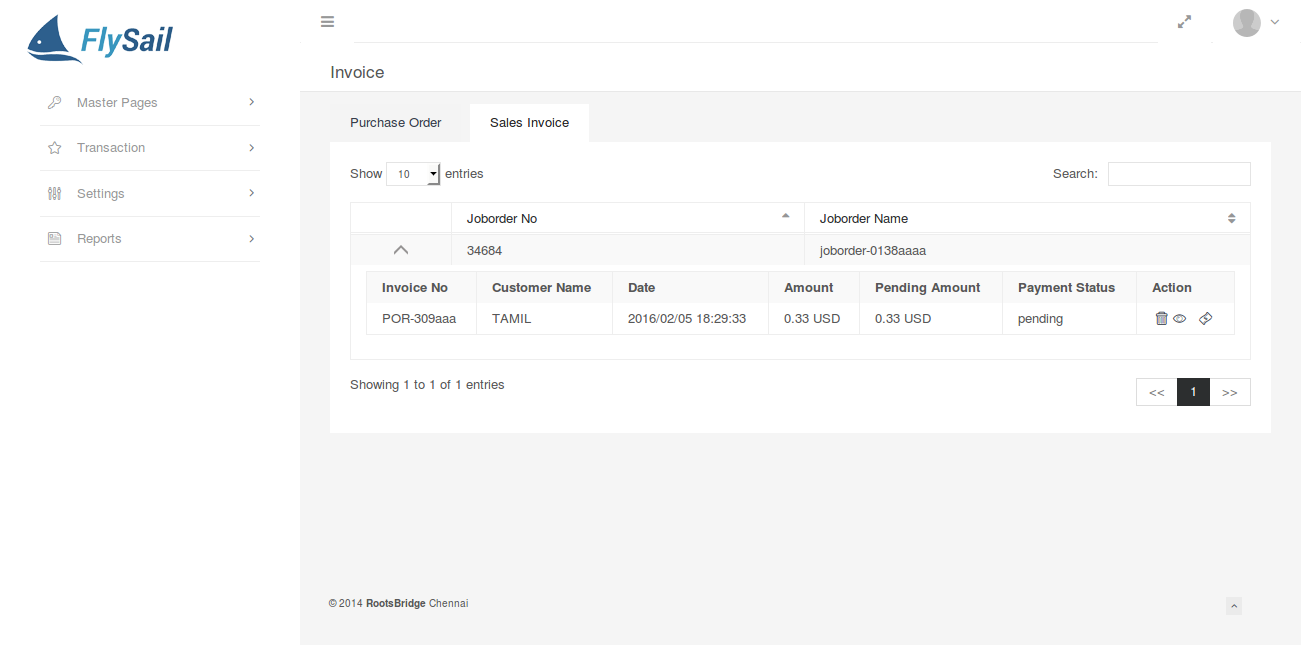 FlySail
Master Pages
Transaction
Settings
Reports
Invoice
Purchase Order Sales Invoice
Show 10 entries Search:
Joborder No Joborder Name
34684 joborder-0138aaaa
Invoice No Customer Name Date Amount Pending Amount Payment Status Action
POR-309aaa TAMIL 2016/02/05 18:29:33 0.33 USD 0.33 USD pending
Showing 1 to 1 of 1 entries << 1 >>
© 2014 RootsBridge Chennai